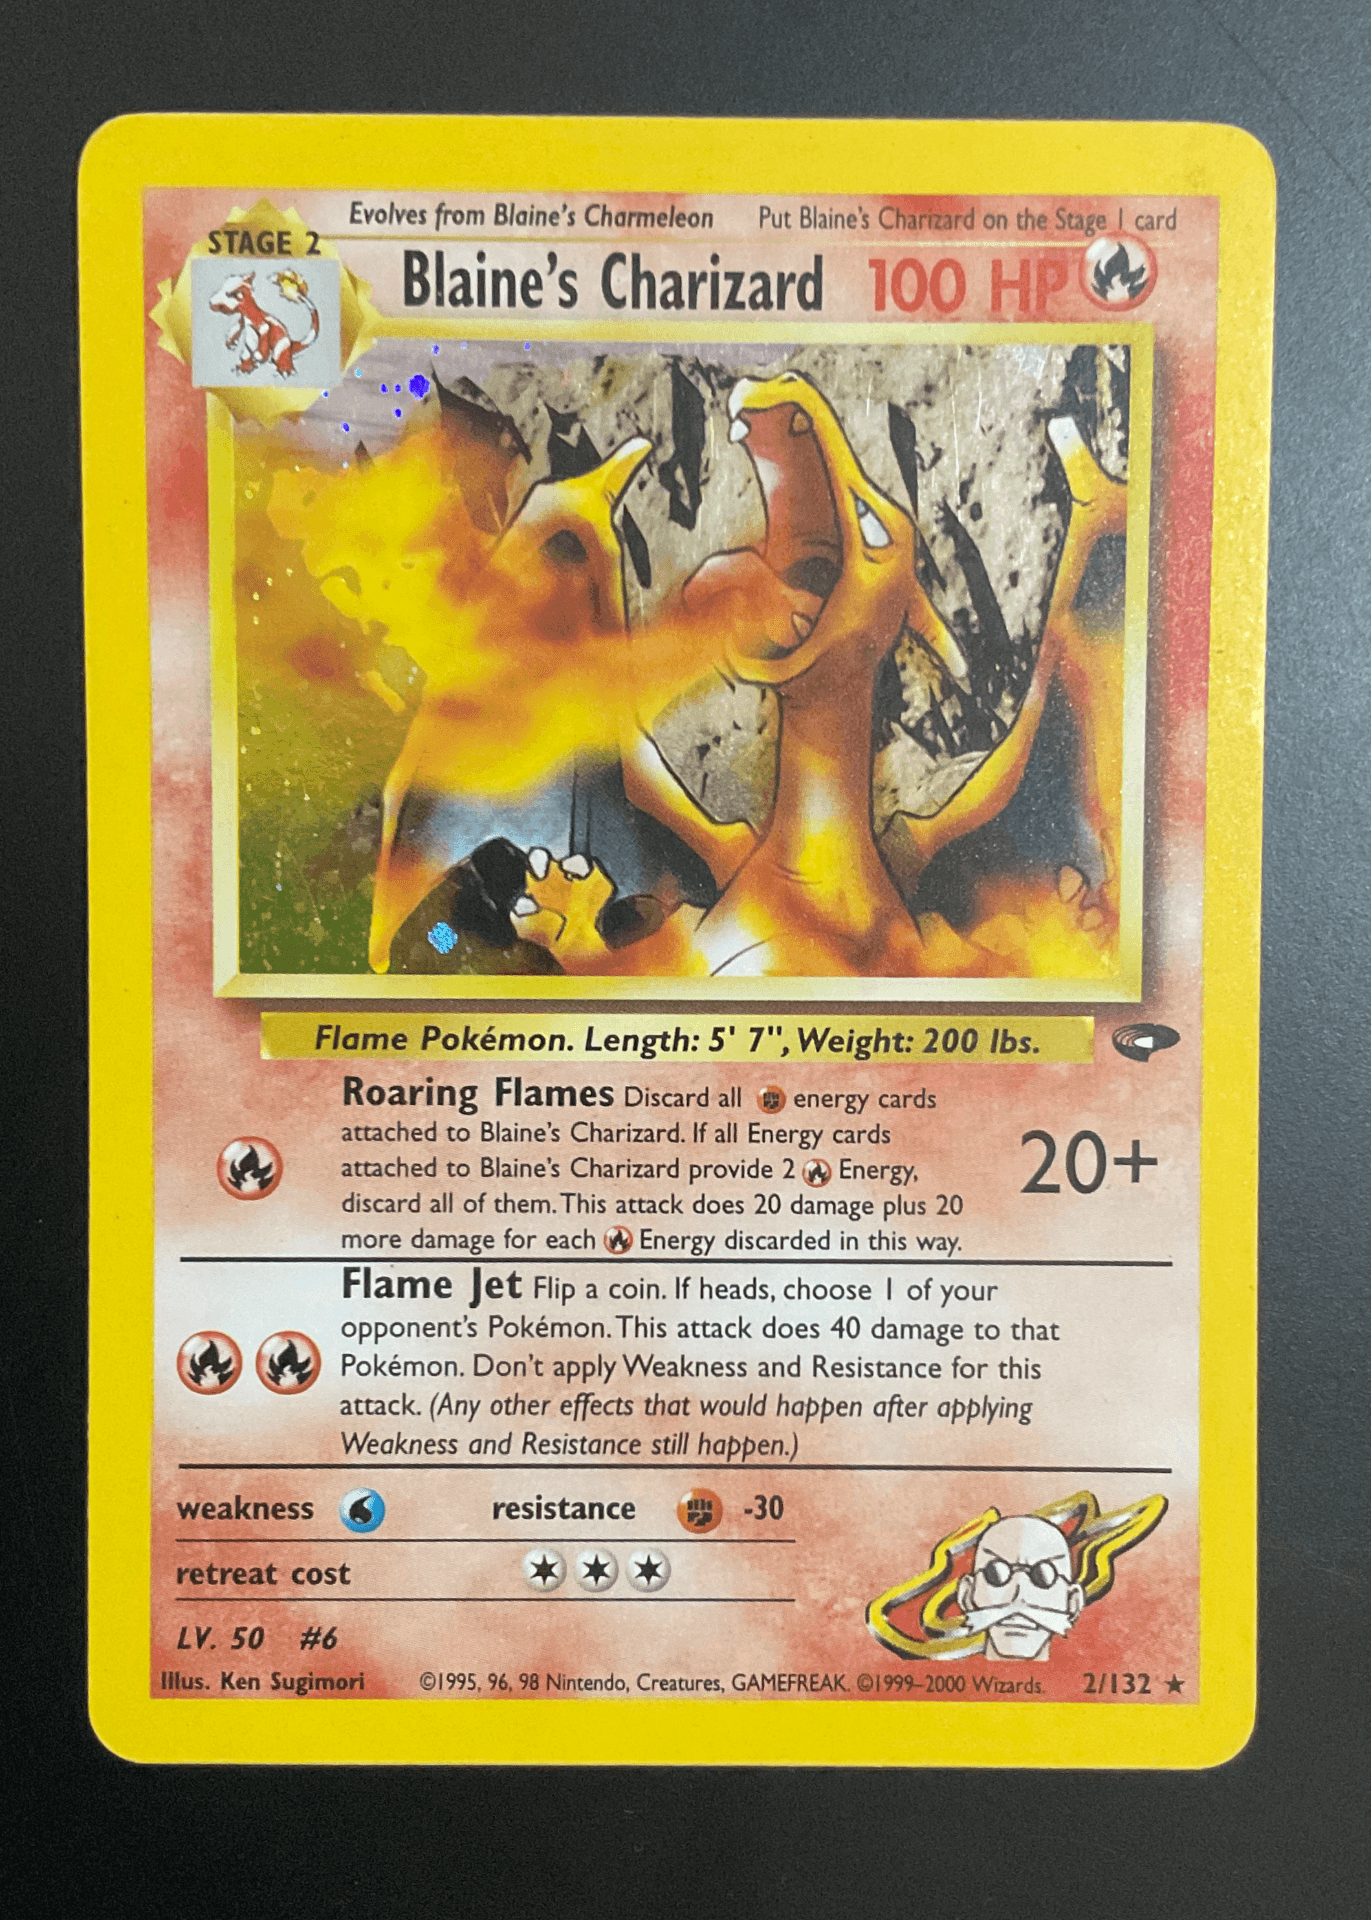 Evolves from Blaine's Charmeleon Put Blaine's Charizard on the Stage 1 card
STAGE 2
Blaine's Charizard 100 HP
Flame Pokémon. Length: 5' 7", Weight: 200 lbs.
Roaring Flames Discard all energy cards
attached to Blaine's Charizard. If all Energy cards
attached to Blaine's Charizard provide 2 Energy,
discard all of them. This attack does 20 damage plus 20
more damage for each Energy discarded in this way.
20+
Flame Jet Flip a coin. If heads, choose 1 of your
opponent's Pokémon. This attack does 40 damage to that
Pokémon. Don't apply Weakness and Resistance for this
attack. (Any other effects that would happen after applying
Weakness and Resistance still happen.)
weakness resistance -30
retreat cost
LV. 50 #6
Illus. Ken Sugimori ©1995, 96, 98 Nintendo, Creatures, GAMEFREAK. ©1999–2000 Wizards. 2/132 ★